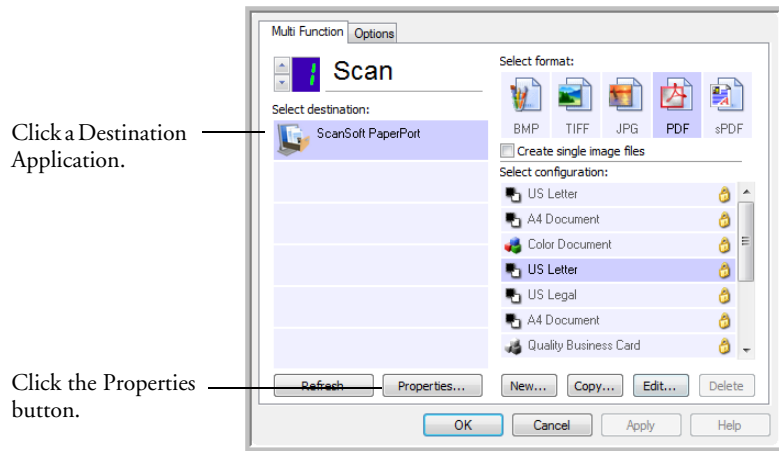 Multi Function Options
1 Scan
Select destination:
ScanSoft PaperPort
Click a Destination
Application.
Select format:
BMP TIFF JPG PDF sPDF
Create single image files
Select configuration:
US Letter
A4 Document
Color Document
US Letter
US Legal
A4 Document
Quality Business Card
Click the Properties
button.
Refresh Properties... New... Copy... Edit... Delete
OK Cancel Apply Help